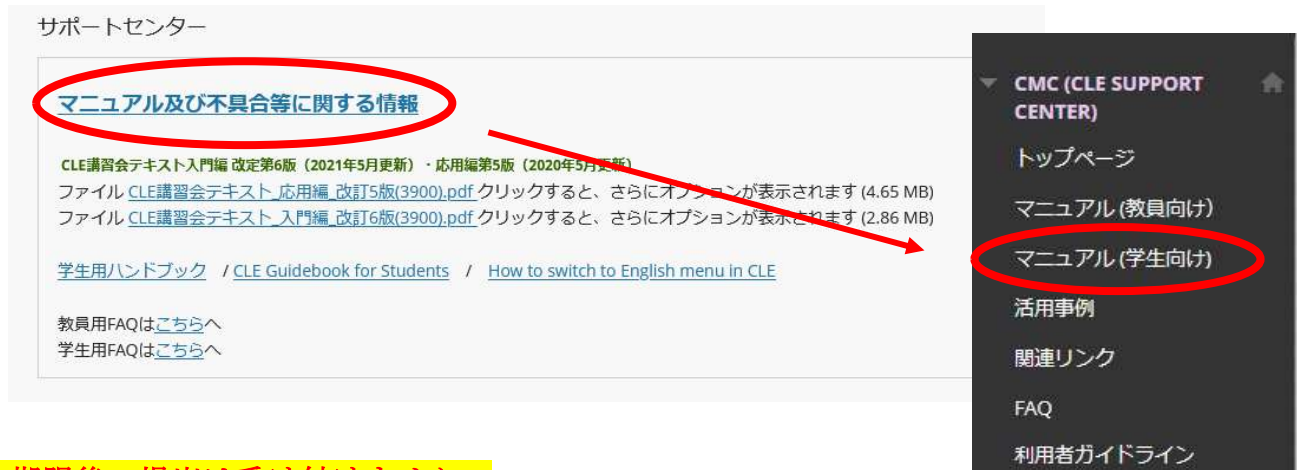 サポートセンター
マニュアル及び不具合等に関する情報
CLE講習会テキスト入門編 改定第6版（2021年5月更新）・応用編第5版（2020年5月更新）
ファイル CLE講習会テキスト_応用編_改訂5版(3900).pdf クリックすると、さらにオプションが表示されます (4.65 MB)
ファイル CLE講習会テキスト_入門編_改訂6版(3900).pdf クリックすると、さらにオプションが表示されます (2.86 MB)
学生用ハンドブック / CLE Guidebook for Students / How to switch to English menu in CLE
教員用FAQはこちらへ
学生用FAQはこちらへ
CMC (CLE SUPPORT
CENTER)
トップページ
マニュアル (教員向け)
マニュアル (学生向け)
活用事例
関連リンク
FAQ
利用者ガイドライン